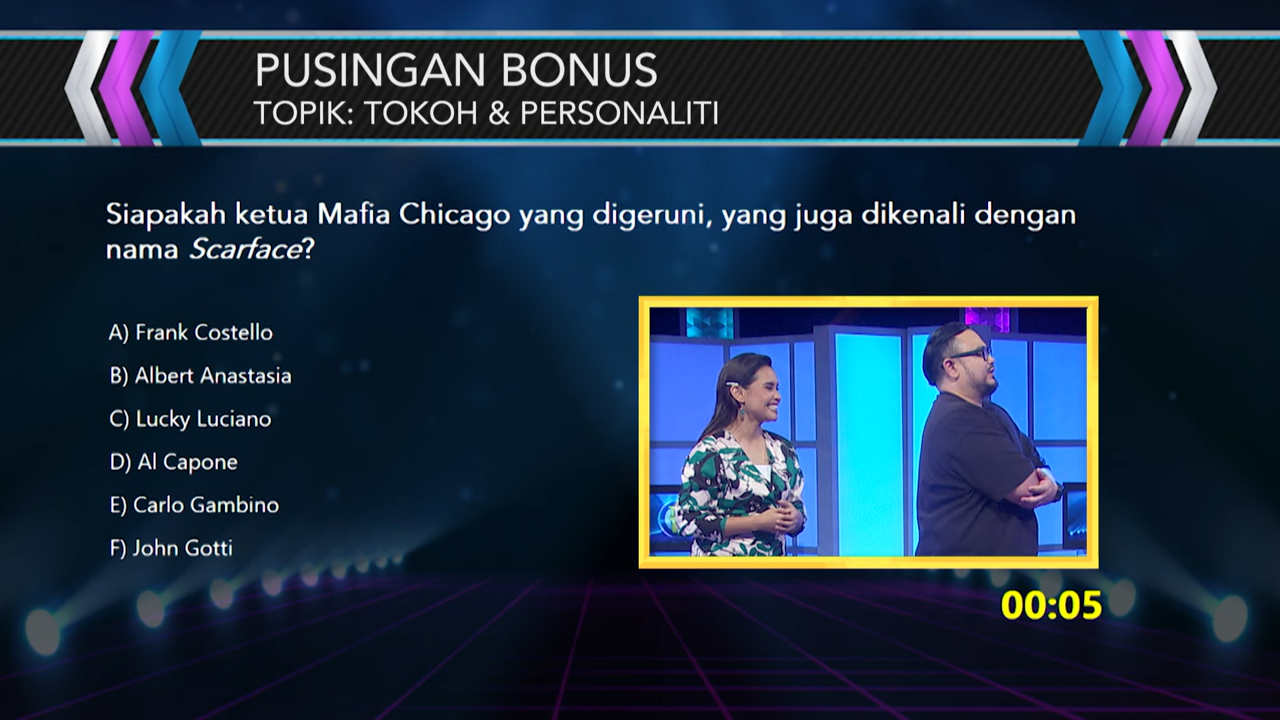 PUSINGAN BONUS
TOPIK: TOKOH & PERSONALITI
Siapakah ketua Mafia Chicago yang digeruni, yang juga dikenali dengan
nama Scarface?
A) Frank Costello
B) Albert Anastasia
C) Lucky Luciano
D) Al Capone
E) Carlo Gambino
F) John Gotti
00:05